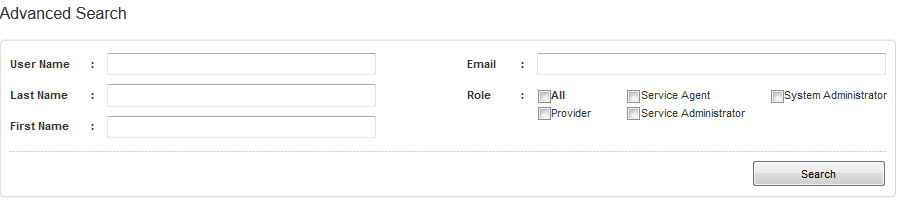 Advanced Search
User Name :
Email :
Last Name :
Role : All Service Agent System Administrator
Provider Service Administrator
First Name :
Search